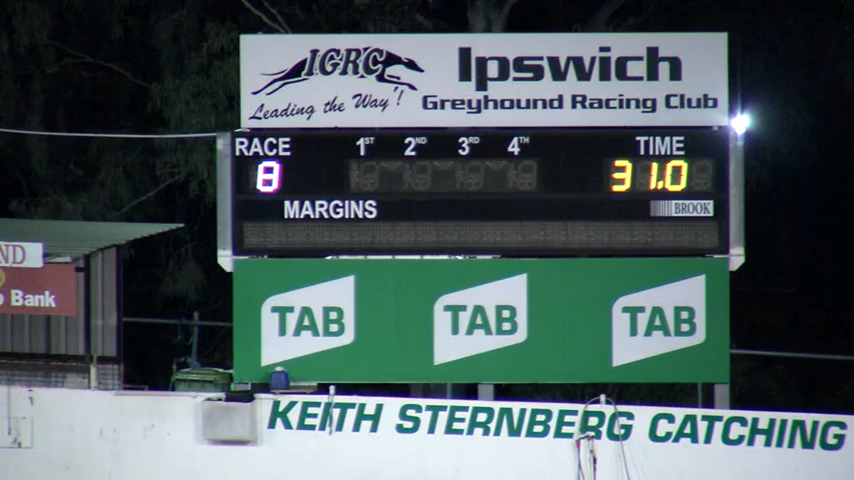 IGRC
Leading the Way'!
Ipswich
Greyhound Racing Club
RACE 1ST 2ND 3RD 4TH TIME
8 31.0
MARGINS BROOK
TAB TAB TAB
ND
Bank
KEITH STERNBERG CATCHING